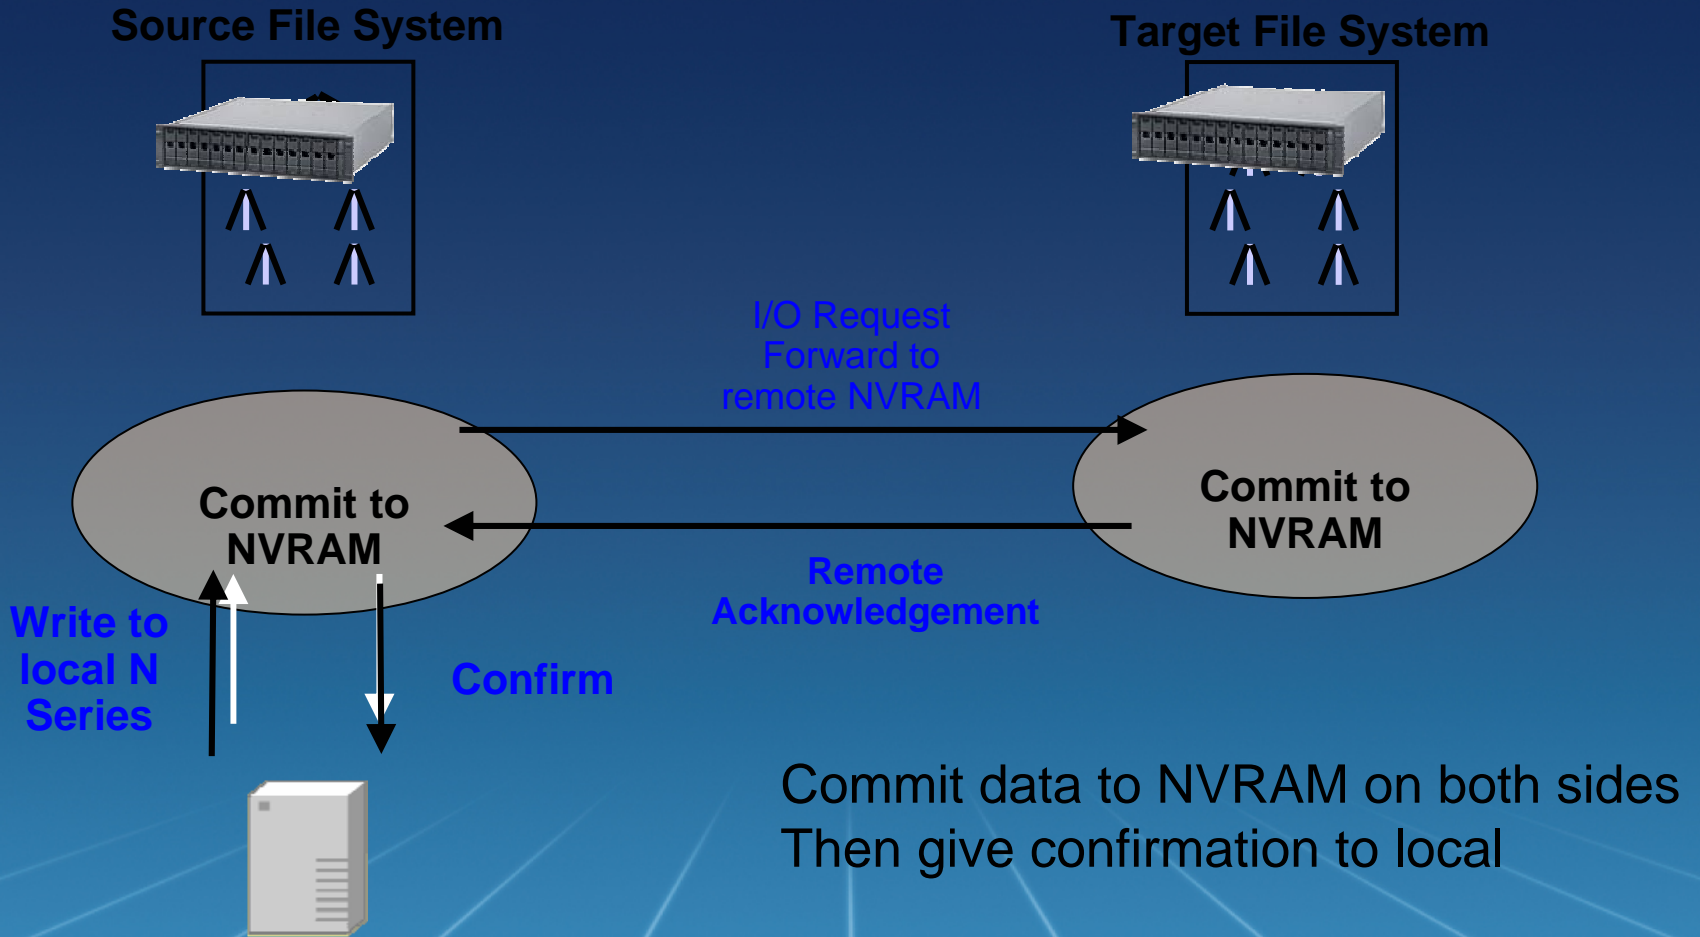 Source File System
Target File System
I/O Request
Forward to
remote NVRAM
Commit to
NVRAM
Commit to
NVRAM
Remote
Acknowledgement
Write to
local N
Series
Confirm
Commit data to NVRAM on both sides
Then give confirmation to local